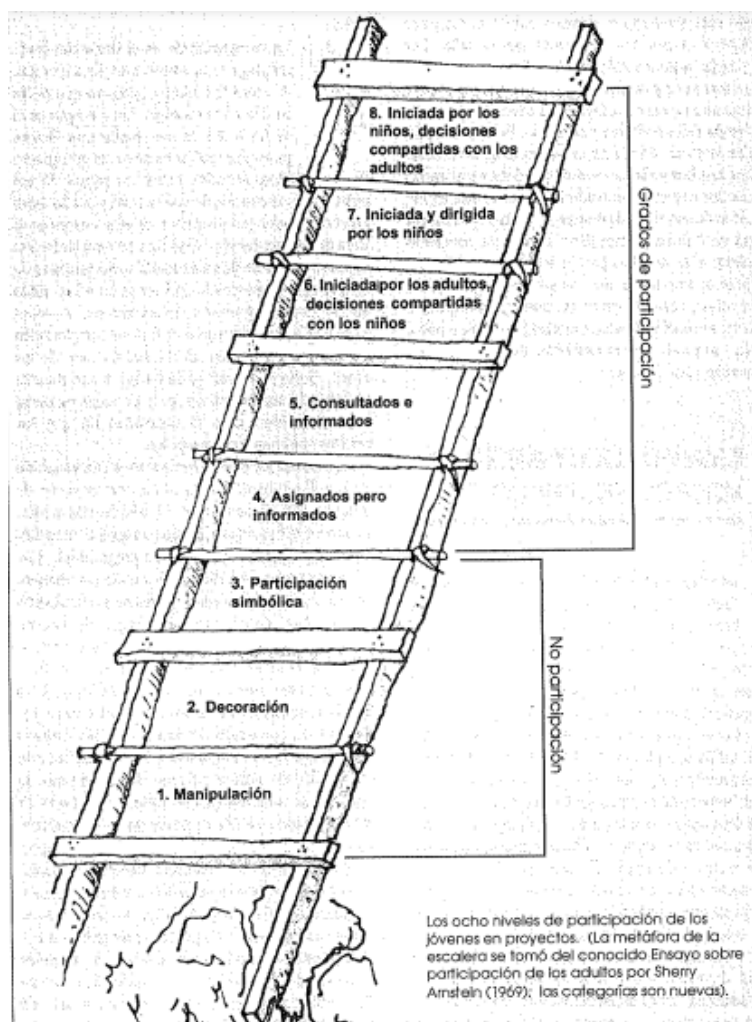 8. Iniciada por los
niños, decisiones
compartidas con los
adultos
7. Iniciada y dirigida
por los niños
6. Iniciada por los adultos,
decisiones compartidas
con los niños
5. Consultados e
informados
4. Asignados pero
informados
3. Participación
simbólica
2. Decoración
1. Manipulación
Grados de participación
No participación
Los ocho niveles de participación de los
jóvenes en proyectos. (La metáfora de la
escalera se tomó del conocido Ensayo sobre
participación de los adultos por Sherry
Arnstein (1969); las categorías son nuevas).